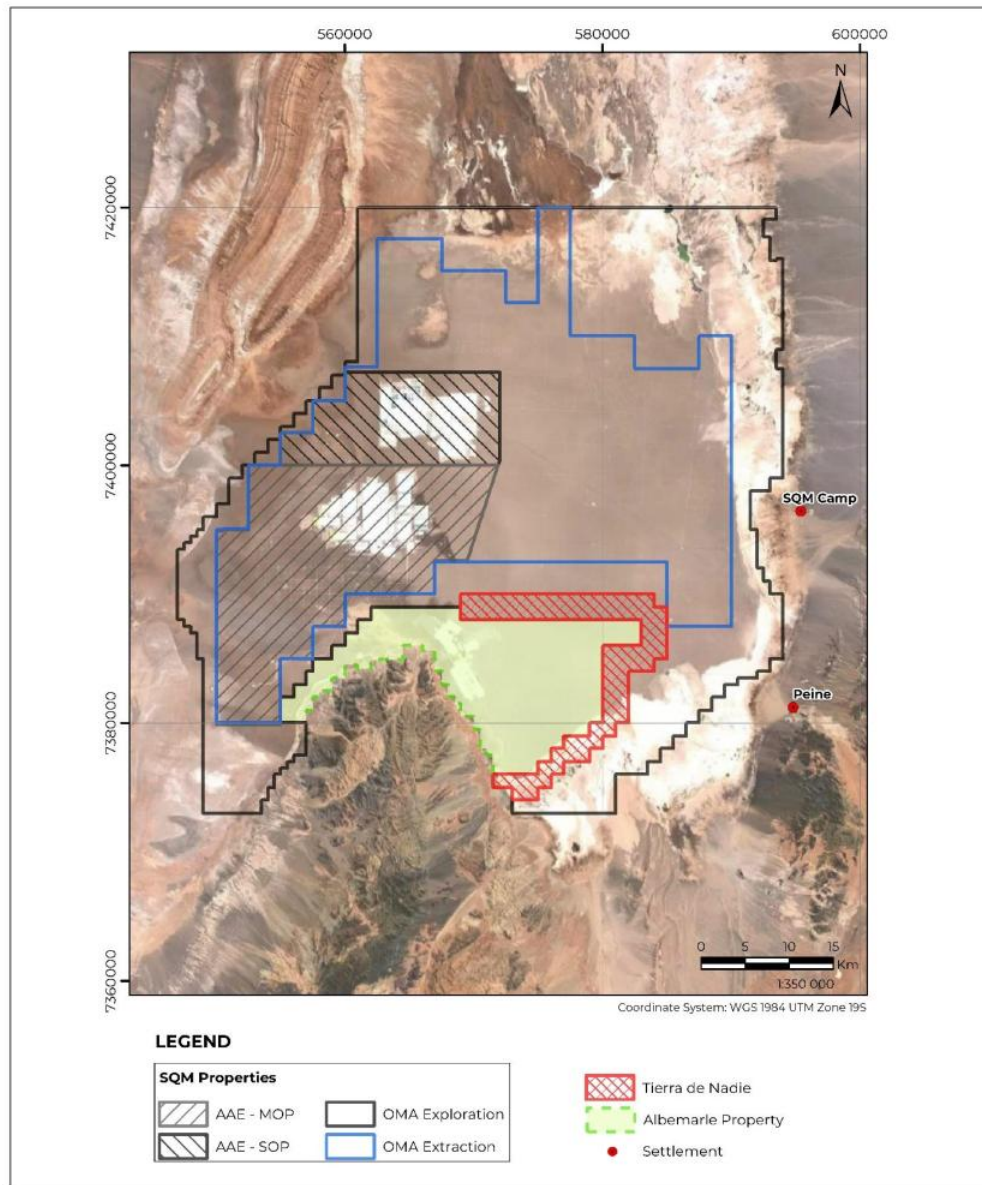 560000 580000 600000
N
7420000
7400000
SQM Camp
Peine
7380000
7360000
0 5 10 15
Km
1:350 000
Coordinate System: WGS 1984 UTM Zone 19S
LEGEND
SQM Properties
AAE - MOP
OMA Exploration
AAE - SOP
OMA Extraction
Tierra de Nadie
Albemarle Property
Settlement